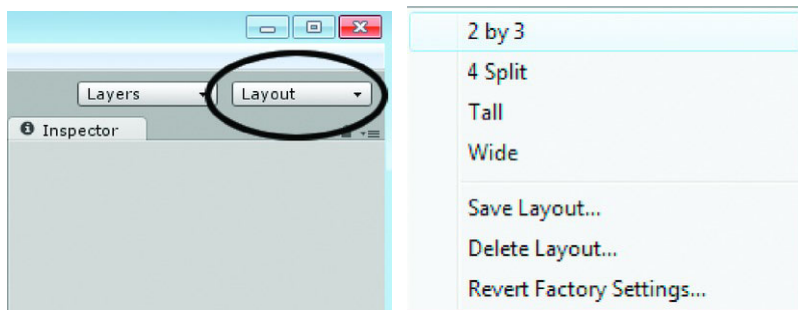 Layers
Layout
Inspector
2 by 3
4 Split
Tall
Wide
Save Layout...
Delete Layout...
Revert Factory Settings...